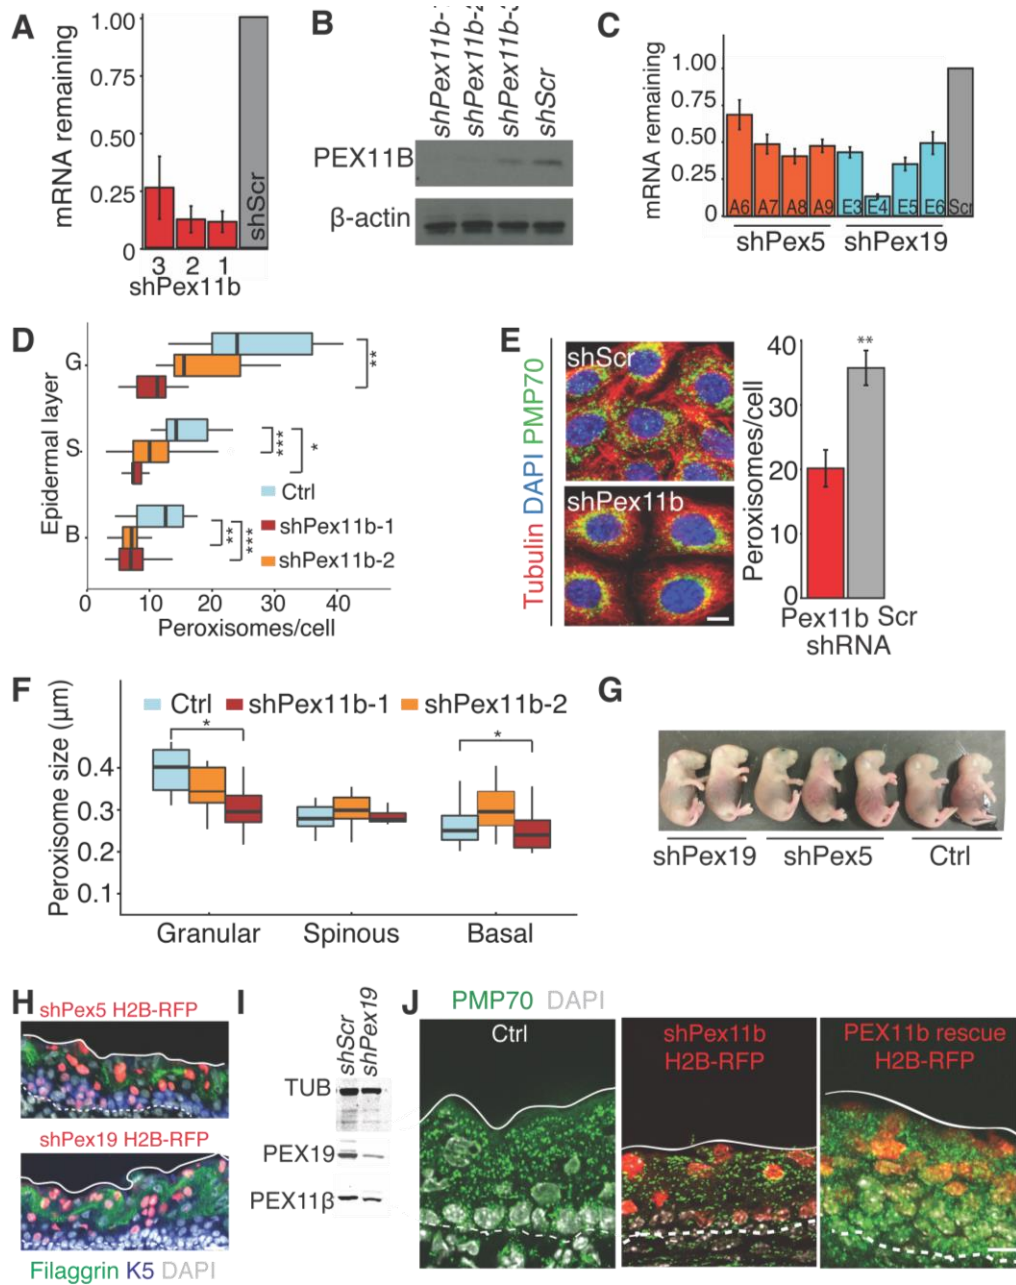 A
mRNA remaining
1.00
0.75
0.50
0.25
0
shScr
3 2 1
shPex11b
B
shPex11b-
shPex11b-
shPex11b-
shScr
PEX11B
β-actin
C
mRNA remaining
1.00
0.75
0.50
0.25
0
A6 A7 A8 A9 E3 E4 E5 E6 Scr
shPex5 shPex19
D
Epidermal layer
G
S
B
**
***
*
**
***
Ctrl
shPex11b-1
shPex11b-2
0 10 20 30 40
Peroxisomes/cell
E
Tubulin DAPI PMP70
shScr
shPex11b
Peroxisomes/cell
40
30
20
10
0
**
Pex11b Scr
shRNA
F
Peroxisome size (μm)
Ctrl shPex11b-1 shPex11b-2
0.4
0.3
0.2
0.1
*
*
Granular Spinous Basal
G
shPex19 shPex5 Ctrl
H
shPex5 H2B-RFP
shPex19 H2B-RFP
Filaggrin K5 DAPI
I
shScr
shPex19
TUB
PEX19
PEX11β
J
PMP70 DAPI
Ctrl
shPex11b
H2B-RFP
PEX11b rescue
H2B-RFP